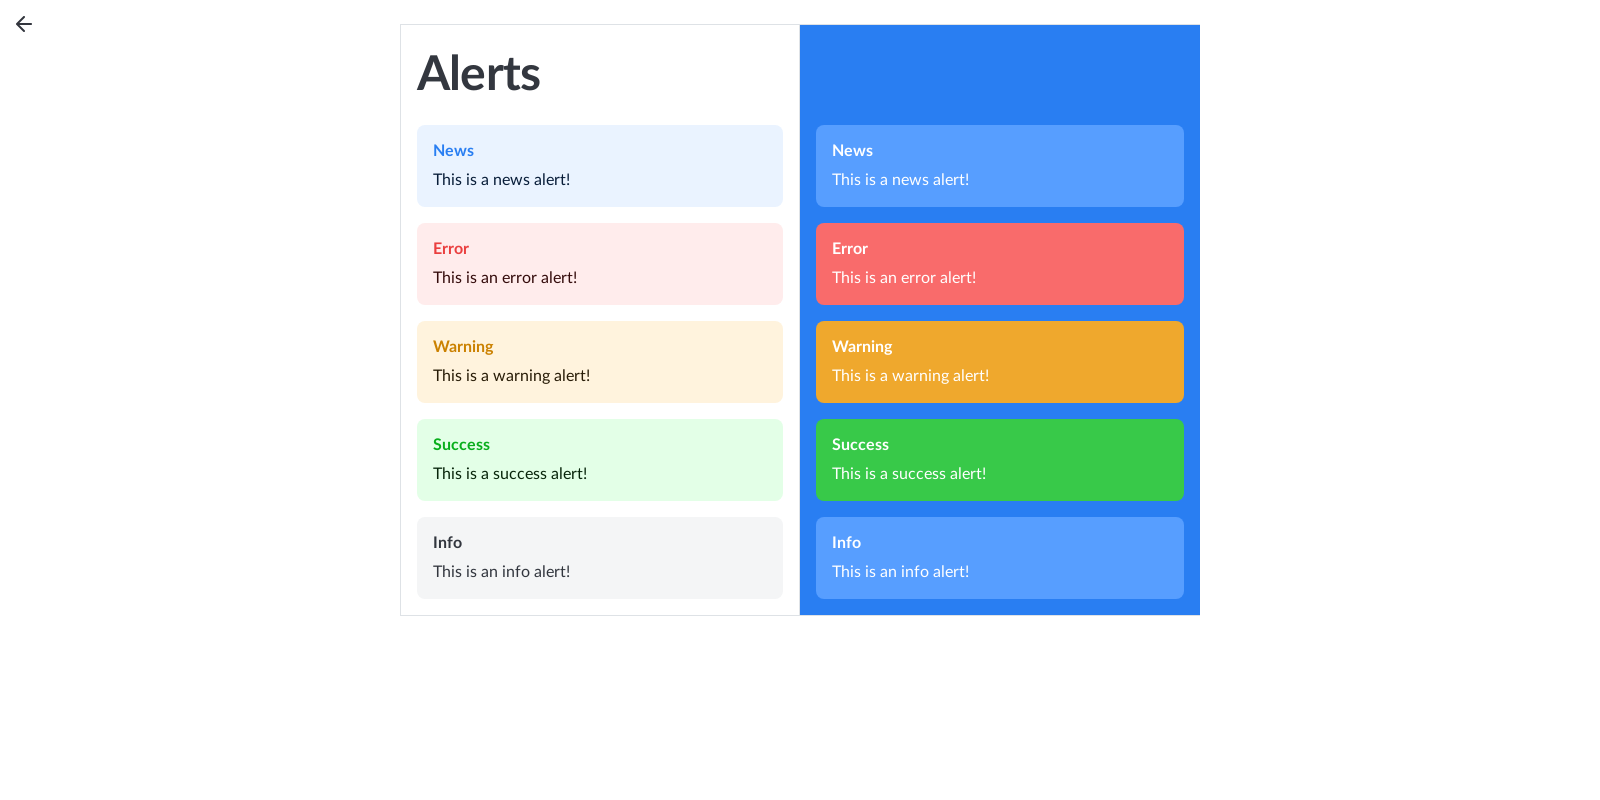 Alerts
News
This is a news alert!
Error
This is an error alert!
Warning
This is a warning alert!
Success
This is a success alert!
Info
This is an info alert!
News
This is a news alert!
Error
This is an error alert!
Warning
This is a warning alert!
Success
This is a success alert!
Info
This is an info alert!